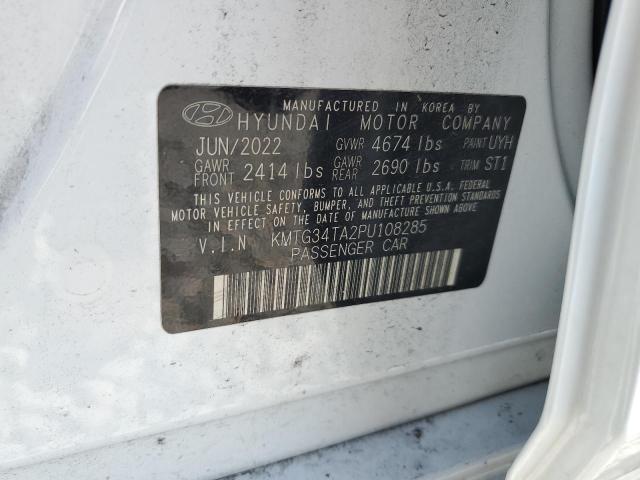 MANUFACTURED IN KOREA BY
HYUNDAI MOTOR COMPANY
JUN/2022 GVWR 4674 lbs PAINT UYH
GAWR FRONT 2414 lbs GAWR REAR 2690 lbs TRIM ST1
THIS VEHICLE CONFORMS TO ALL APPLICABLE U.S.A. FEDERAL
MOTOR VEHICLE SAFETY, BUMPER, AND THEFT PREVENTION STANDARDS
IN EFFECT ON THE DATE OF MANUFACTURE SHOWN ABOVE.
V.I.N. KMTG34TA2PU108285
PASSENGER CAR